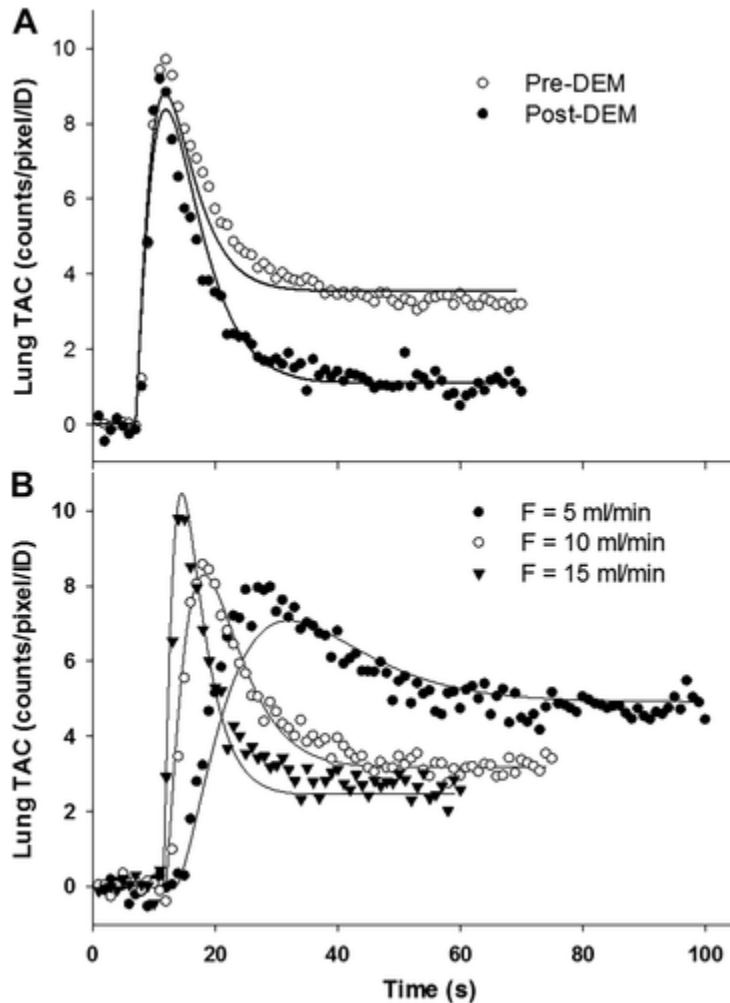 A
10
8
6
4
2
0
Lung TAC (counts/pixel/ID)
Pre-DEM
Post-DEM
B
10
8
6
4
2
0
Lung TAC (counts/pixel/ID)
F = 5 ml/min
F = 10 ml/min
F = 15 ml/min
0 20 40 60 80 100
Time (s)